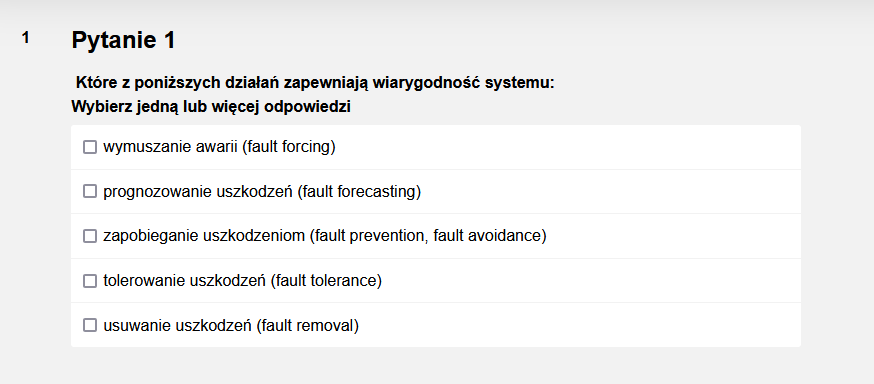 1
Pytanie 1
Które z poniższych działań zapewniają wiarygodność systemu:
Wybierz jedną lub więcej odpowiedzi
wymuszanie awarii (fault forcing)
prognozowanie uszkodzeń (fault forecasting)
zapobieganie uszkodzeniom (fault prevention, fault avoidance)
tolerowanie uszkodzeń (fault tolerance)
usuwanie uszkodzeń (fault removal)